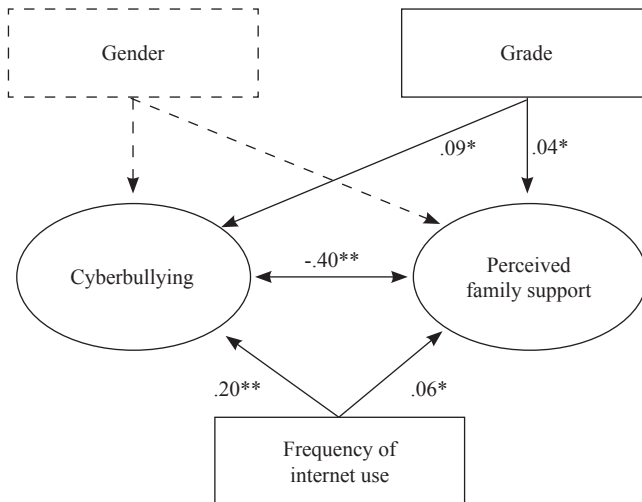 Gender
Grade
.09*
.04*
Cyberbullying
-.40**
Perceived
family support
.20**
.06*
Frequency of
internet use